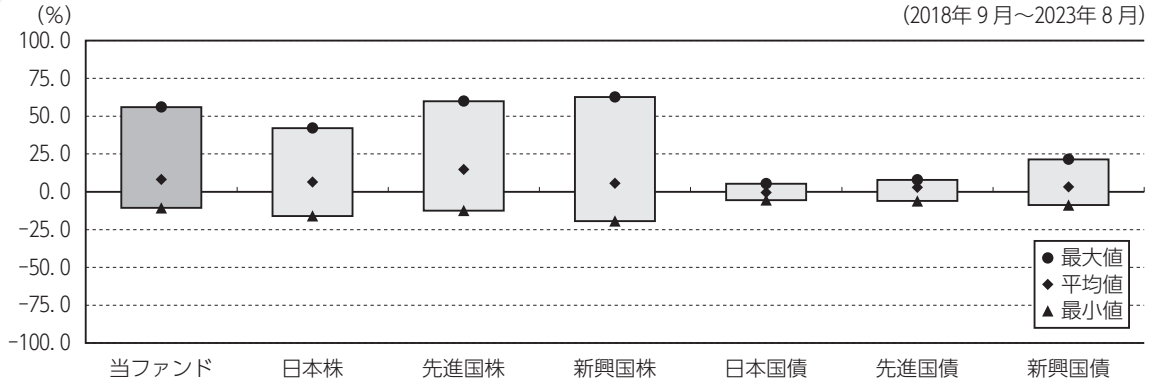 (%)
(2018年9月～2023年8月)
100.0
75.0
50.0
25.0
0.0
-25.0
-50.0
-75.0
-100.0
● 最大値
◆ 平均値
▲ 最小値
当ファンド 日本株 先進国株 新興国株 日本国債 先進国債 新興国債